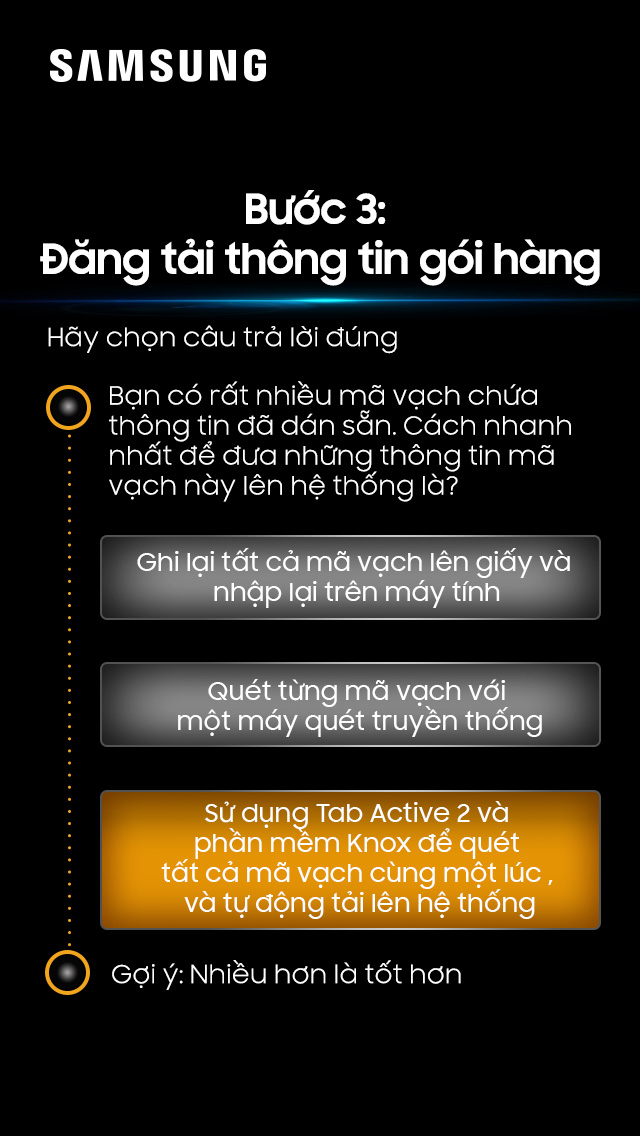 SAMSUNG
Bước 3:
Đăng tải thông tin gói hàng
Hãy chọn câu trả lời đúng
Bạn có rất nhiều mã vạch chứa
thông tin đã dán sẵn. Cách nhanh
nhất để đưa những thông tin mã
vạch này lên hệ thống là?
Ghi lại tất cả mã vạch lên giấy và
nhập lại trên máy tính
Quét từng mã vạch với
một máy quét truyền thống
Sử dụng Tab Active 2 và
phần mềm Knox để quét
tất cả mã vạch cùng một lúc ,
và tự động tải lên hệ thống
Gợi ý: Nhiều hơn là tốt hơn